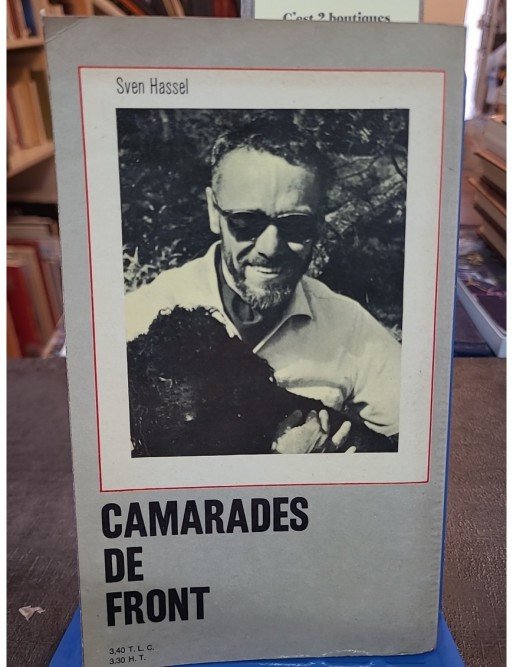 C'est 2 boutiques
Sven Hassel
CAMARADES
DE
FRONT
3,40 T. L. C.
3,30 H. T.